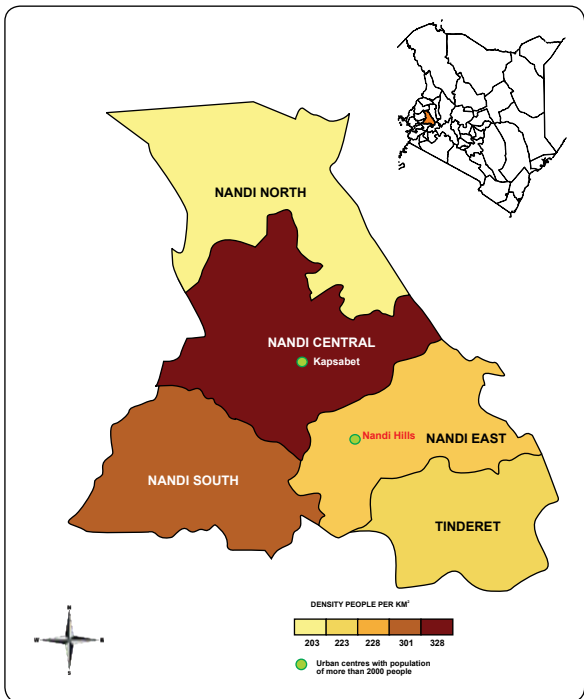 NANDI NORTH
NANDI CENTRAL
Kapsabet
Nandi Hills
NANDI EAST
NANDI SOUTH
TINDERET
N
W
E
S
DENSITY PEOPLE PER KM²
203 223 228 301 328
Urban centres with population
of more than 2000 people